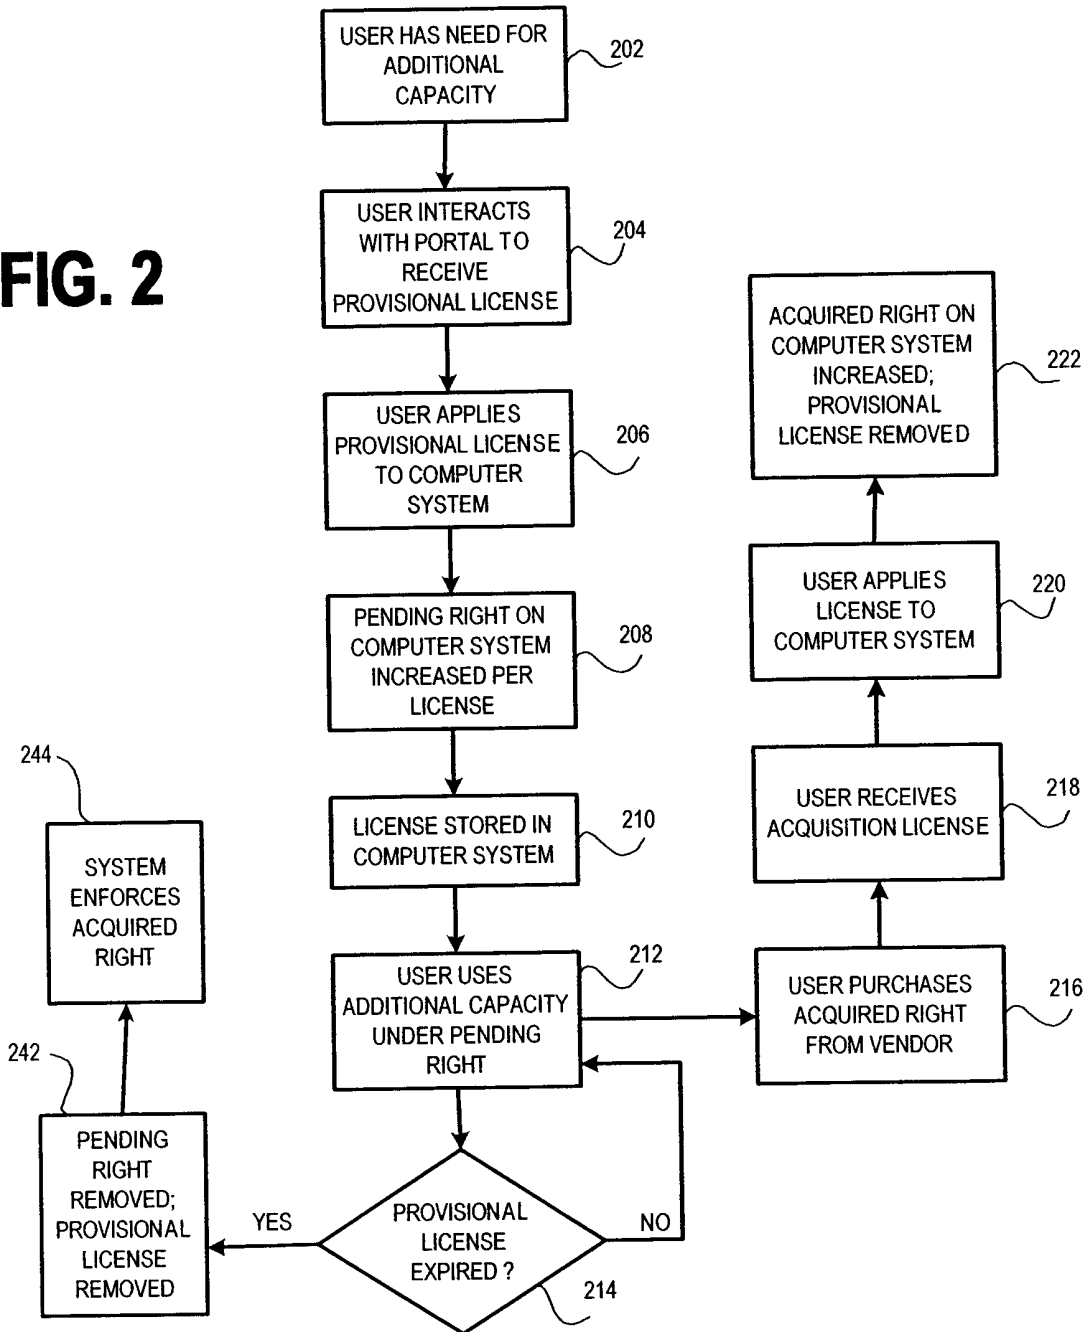 FIG. 2
USER HAS NEED FOR
ADDITIONAL
CAPACITY
202
USER INTERACTS
WITH PORTAL TO
RECEIVE
PROVISIONAL LICENSE
204
USER APPLIES
PROVISIONAL LICENSE
TO COMPUTER
SYSTEM
206
PENDING RIGHT ON
COMPUTER SYSTEM
INCREASED PER
LICENSE
208
LICENSE STORED IN
COMPUTER SYSTEM
210
USER USES
ADDITIONAL CAPACITY
UNDER PENDING
RIGHT
212
PROVISIONAL
LICENSE
EXPIRED ?
214
YES
NO
PENDING
RIGHT
REMOVED;
PROVISIONAL
LICENSE
REMOVED
242
SYSTEM
ENFORCES
ACQUIRED
RIGHT
244
USER PURCHASES
ACQUIRED RIGHT
FROM VENDOR
216
USER RECEIVES
ACQUISITION LICENSE
218
USER APPLIES
LICENSE TO
COMPUTER SYSTEM
220
ACQUIRED RIGHT ON
COMPUTER SYSTEM
INCREASED;
PROVISIONAL
LICENSE REMOVED
222